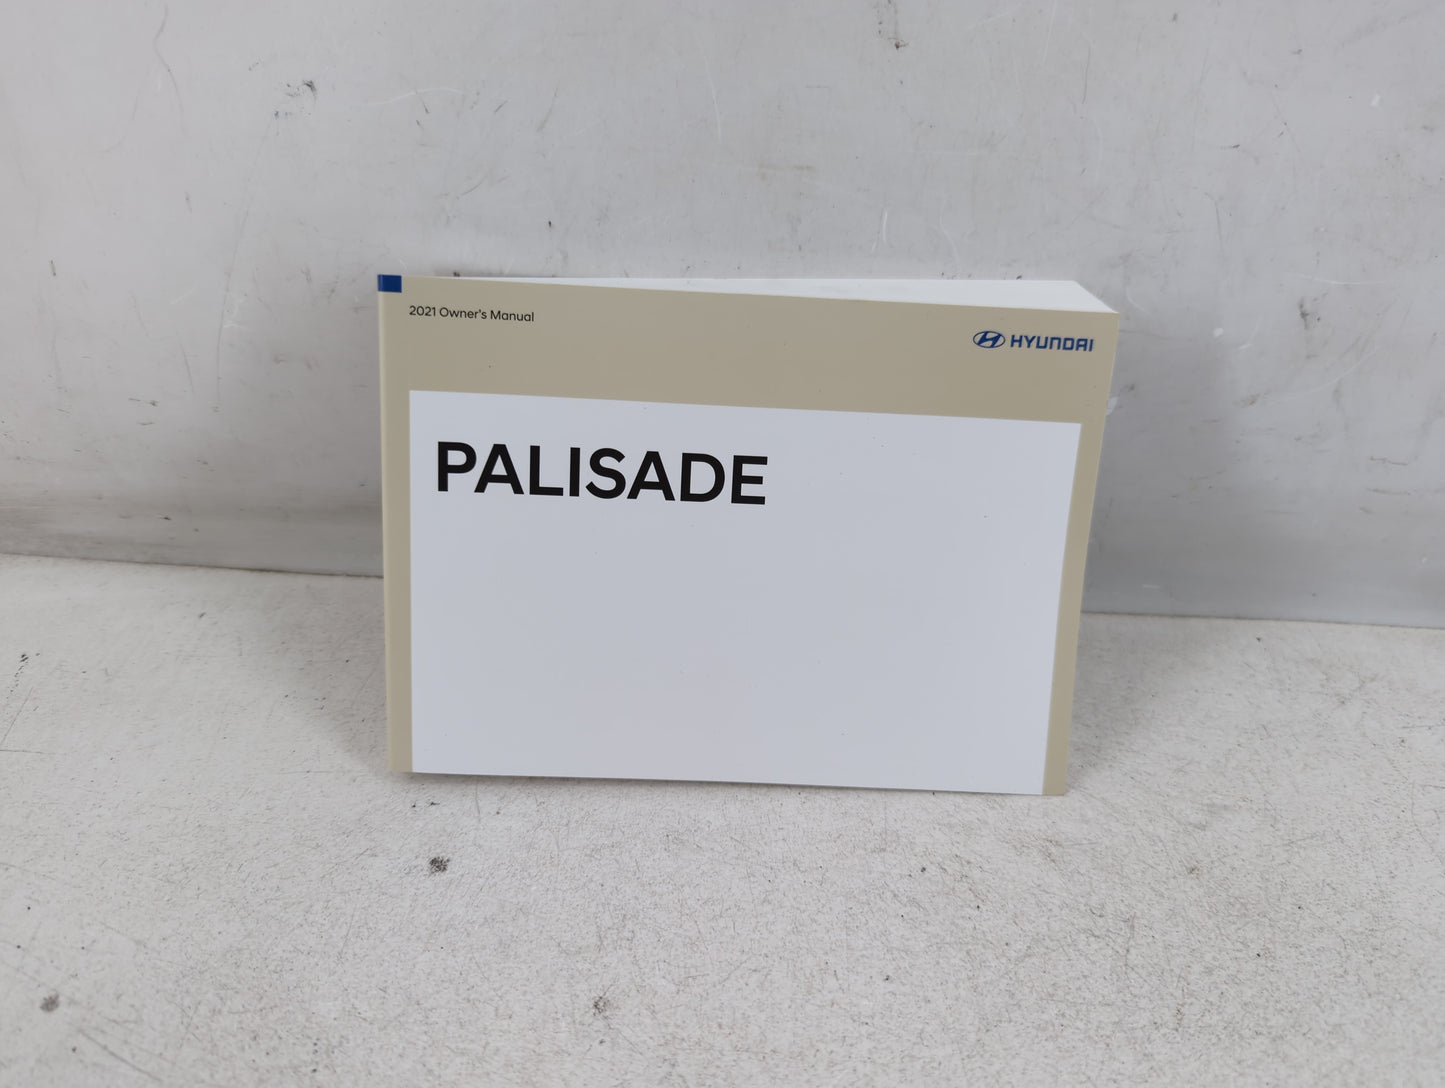 2021 Owner's Manual
HYUNDAI
PALISADE